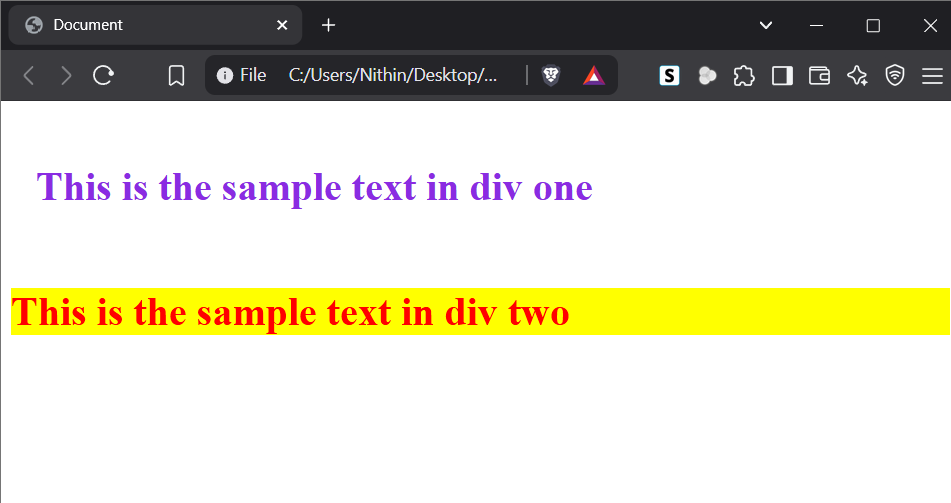 Document
File C:/Users/Nithin/Desktop/...
S
This is the sample text in div one
This is the sample text in div two